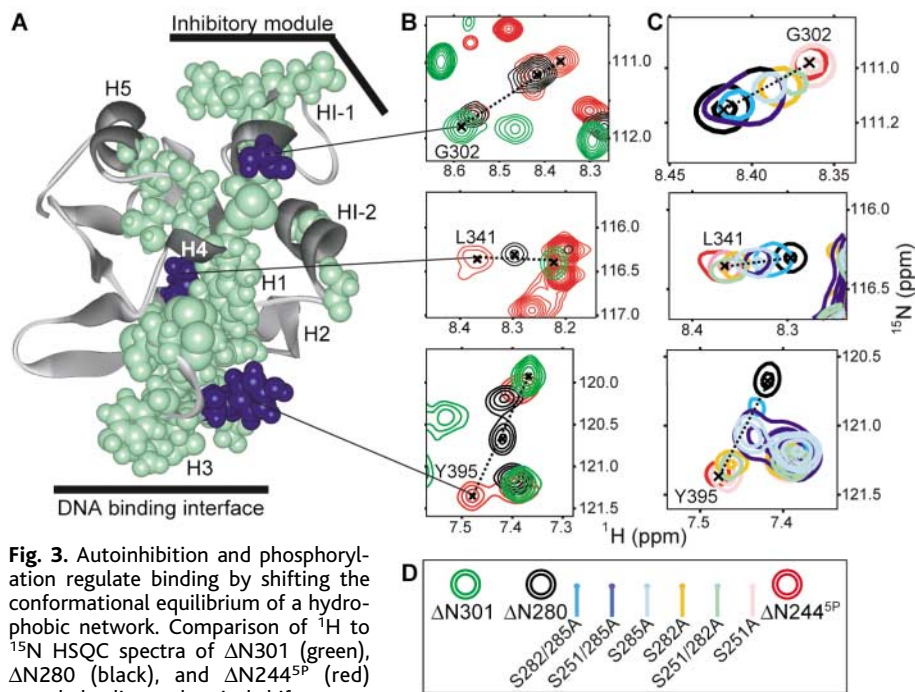 A
Inhibitory module
H5
HI-1
HI-2
H4
H1
H2
H3
DNA binding interface
B
G302
111.0
112.0
8.6 8.5 8.4 8.3
L341
116.0
116.5
117.0
8.4 8.3 8.2
Y395
120.0
120.5
121.0
121.5
7.5 7.4 7.3
¹H (ppm)
C
G302
111.0
111.2
8.45 8.40 8.35
L341
116.0
116.5
8.4 8.3
¹⁵N (ppm)
Y395
120.5
121.0
121.5
7.5 7.4
Fig. 3. Autoinhibition and phosphoryl-
ation regulate binding by shifting the
conformational equilibrium of a hydro-
phobic network. Comparison of ¹H to
¹⁵N HSQC spectra of ΔN301 (green),
ΔN280 (black), and ΔN244⁵ᴾ (red)
D
ΔN301 ΔN280 ΔN244⁵ᴾ
S282/285A
S251/285A
S285A
S282A
S251/282A
S251A